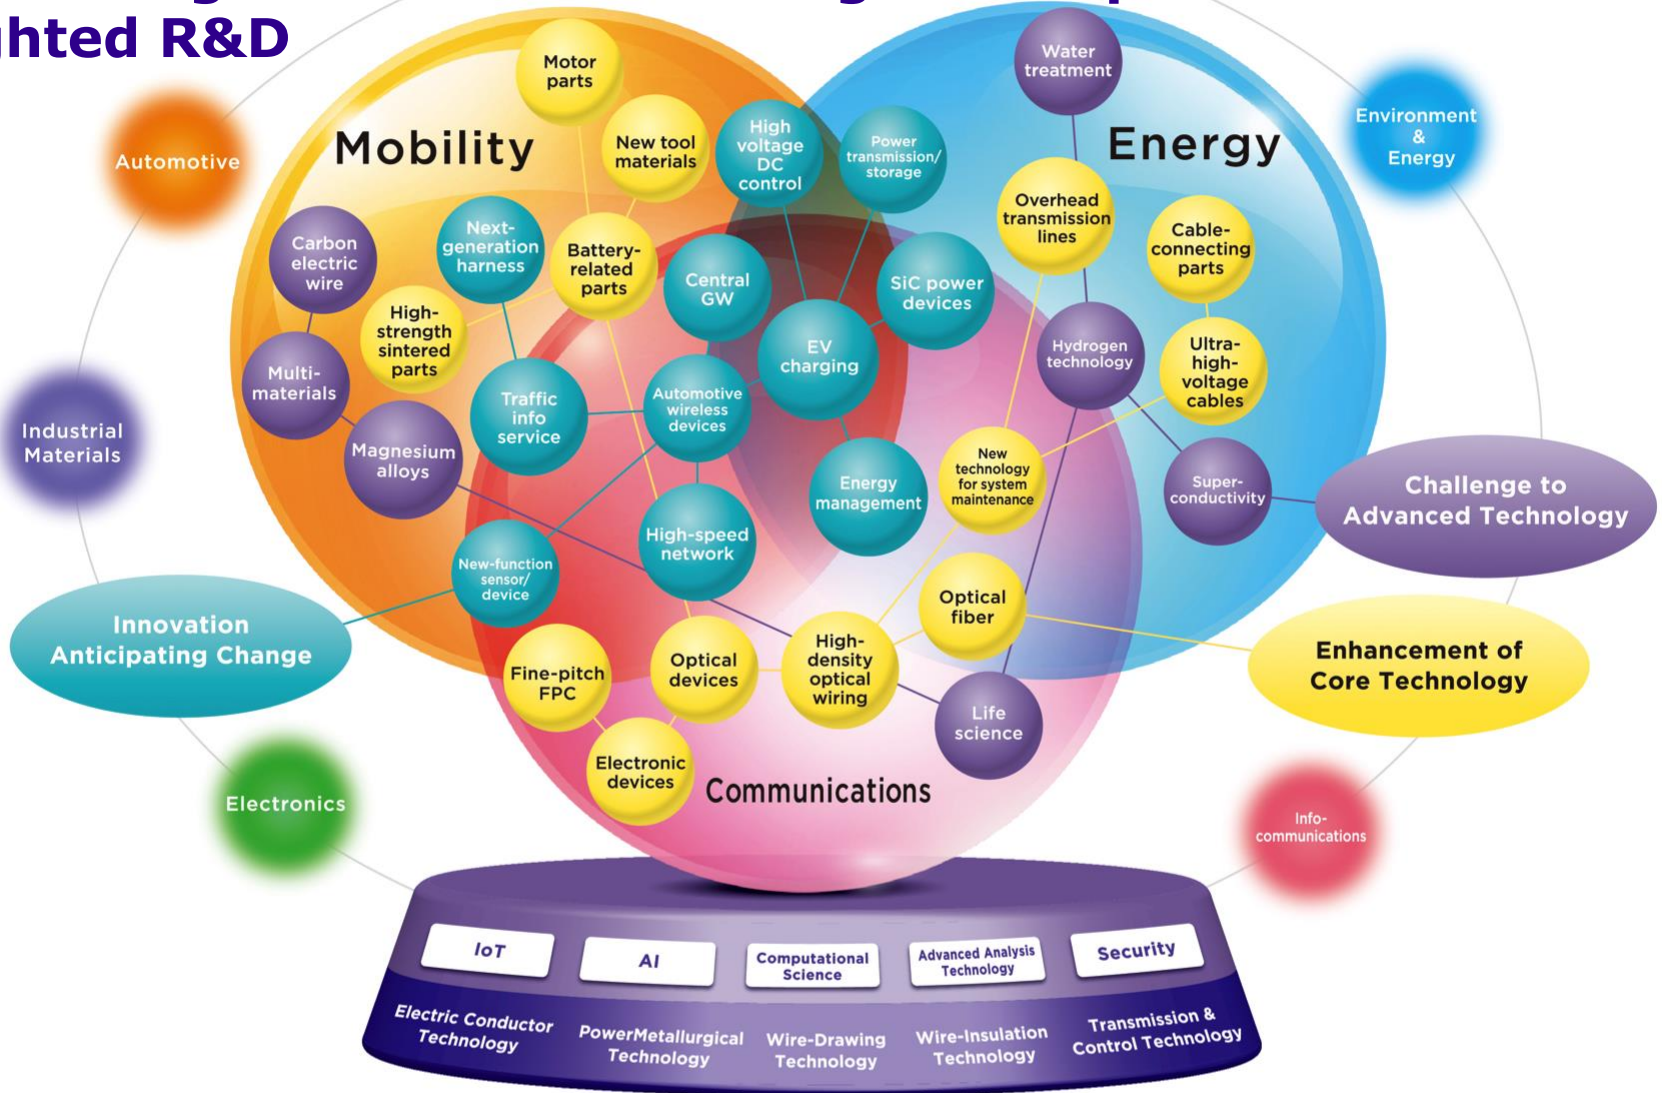 ghted R&D
Motor
parts
Water
treatment
Mobility
Energy
New tool
materials
High
voltage
DC
control
Power
transmission/
storage
Automotive
Environment
&
Energy
Carbon
electric
wire
Next-
generation
harness
Battery-
related
parts
Central
GW
SiC power
devices
Overhead
transmission
lines
Cable-
connecting
parts
High-
strength
sintered
parts
Multi-
materials
EV
charging
Hydrogen
technology
Ultra-
high-
voltage
cables
Traffic
info
service
Automotive
wireless
devices
Industrial
Materials
Magnesium
alloys
Energy
management
New
technology
for system
maintenance
Super-
conductivity
Challenge to
Advanced Technology
High-speed
network
New-function
sensor/
device
Optical
fiber
Innovation
Anticipating Change
Enhancement of
Core Technology
Fine-pitch
FPC
Optical
devices
High-
density
optical
wiring
Life
science
Electronic
devices
Communications
Electronics
Info-
communications
IoT
AI
Computational
Science
Advanced Analysis
Technology
Security
Electric Conductor
Technology
PowerMetallurgical
Technology
Wire-Drawing
Technology
Wire-Insulation
Technology
Transmission &
Control Technology